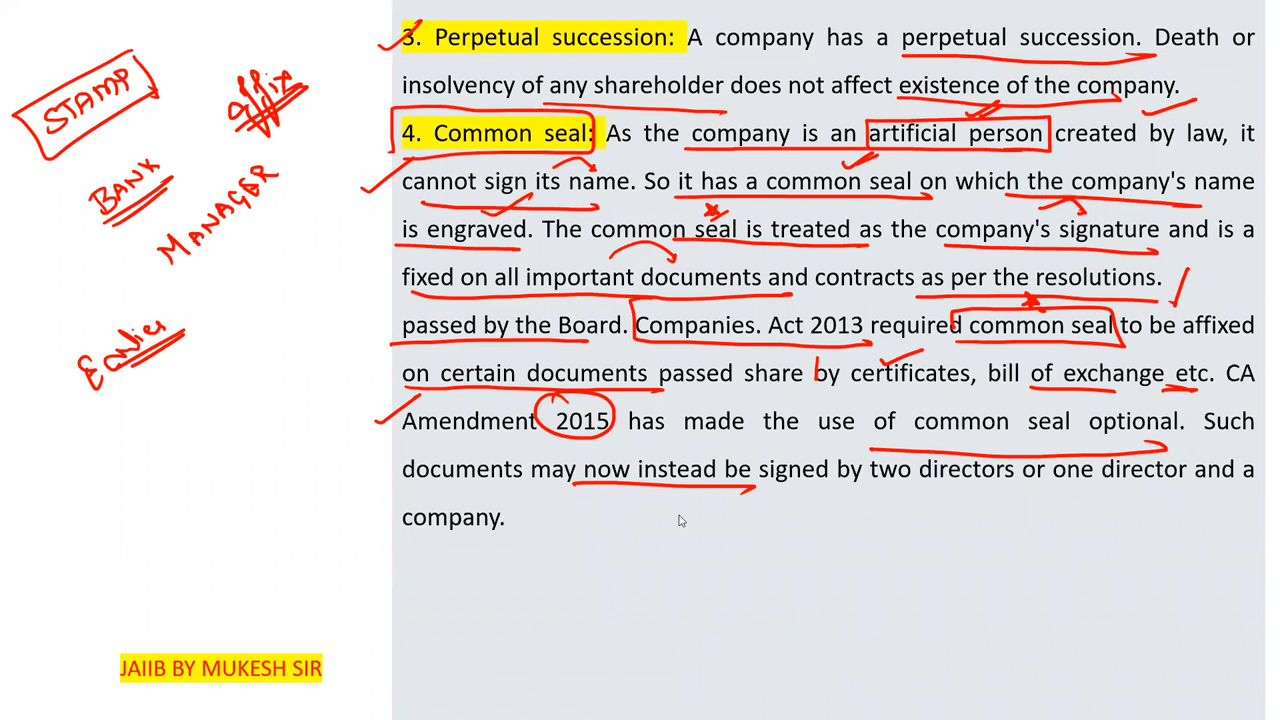 STAMP
affix
BANK
MANAGER
Earlier
3. Perpetual succession: A company has a perpetual succession. Death or
insolvency of any shareholder does not affect existence of the company.
4. Common seal: As the company is an artificial person created by law, it
cannot sign its name. So it has a common seal on which the company's name
is engraved. The common seal is treated as the company's signature and is a
fixed on all important documents and contracts as per the resolutions.
passed by the Board. Companies. Act 2013 required common seal to be affixed
on certain documents passed share by certificates, bill of exchange etc. CA
Amendment 2015 has made the use of common seal optional. Such
documents may now instead be signed by two directors or one director and a
company.
JAIIB BY MUKESH SIR